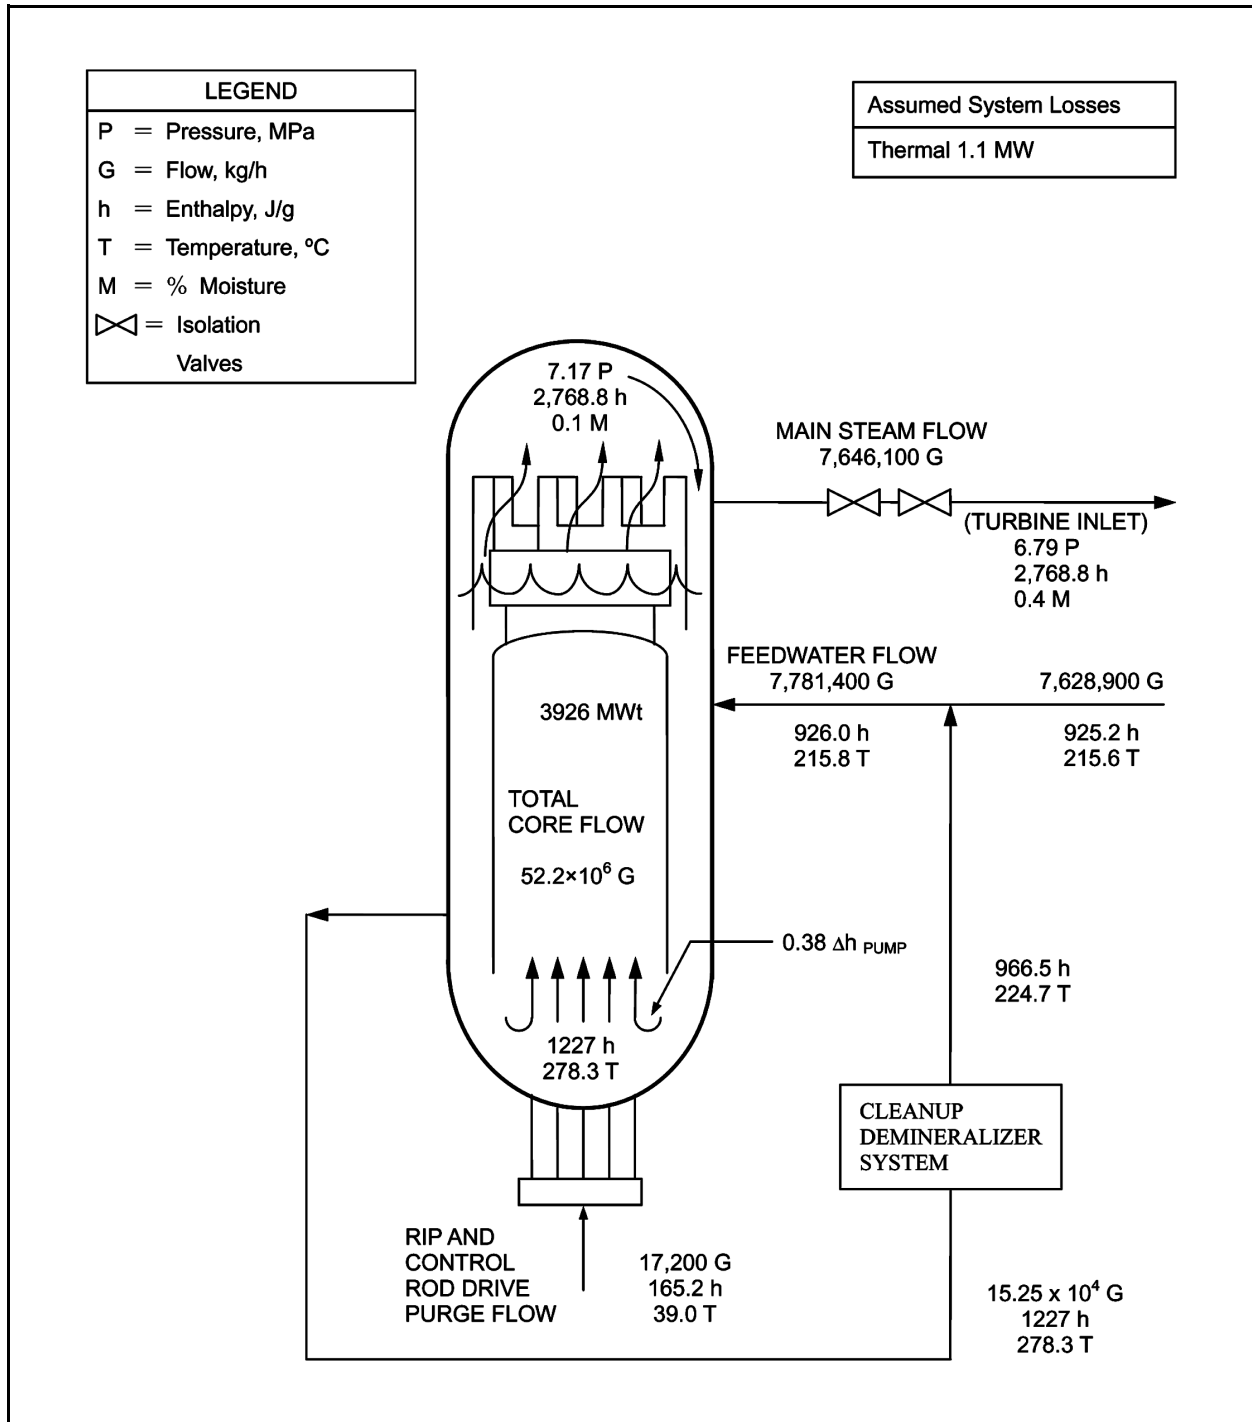 LEGEND
P = Pressure, MPa
G = Flow, kg/h
h = Enthalpy, J/g
T = Temperature, ºC
M = % Moisture
= Isolation
Valves
Assumed System Losses
Thermal 1.1 MW
7.17 P
2,768.8 h
0.1 M
MAIN STEAM FLOW
7,646,100 G
(TURBINE INLET)
6.79 P
2,768.8 h
0.4 M
FEEDWATER FLOW
7,781,400 G
7,628,900 G
926.0 h
215.8 T
925.2 h
215.6 T
3926 MWt
TOTAL
CORE FLOW
52.2×10⁶ G
0.38 Δh PUMP
966.5 h
224.7 T
1227 h
278.3 T
CLEANUP
DEMINERALIZER
SYSTEM
RIP AND
CONTROL
ROD DRIVE
PURGE FLOW
17,200 G
165.2 h
39.0 T
15.25 x 10⁴ G
1227 h
278.3 T